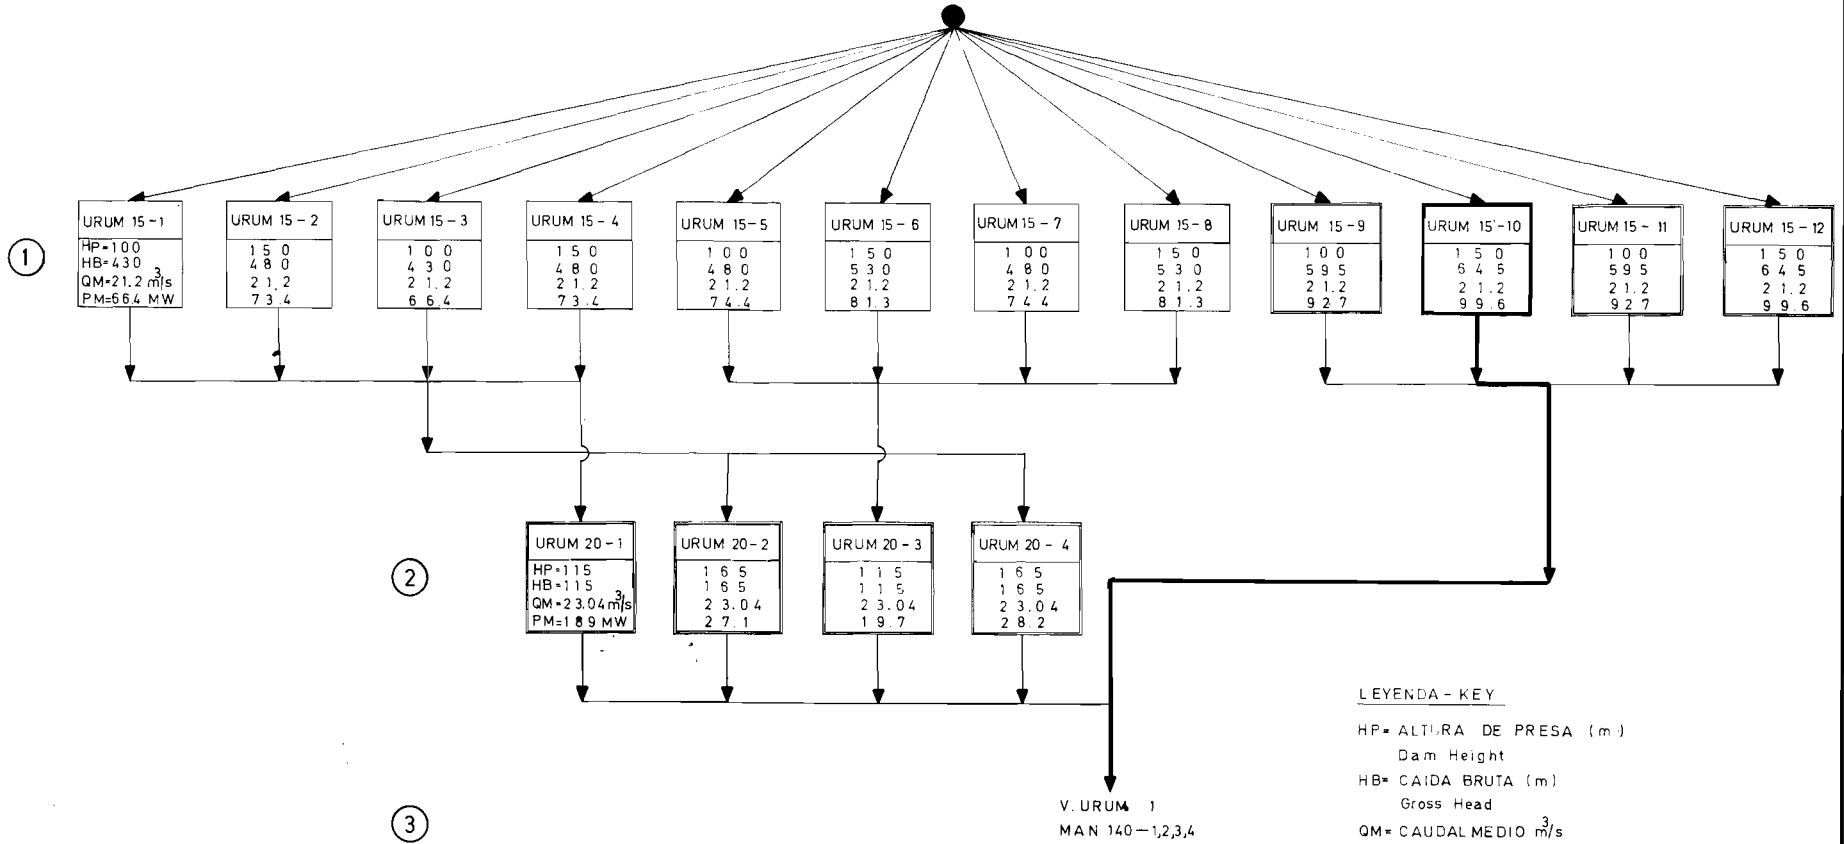 URUM 15-1
HP=100
HB=430
QM=21.2 m³/s
PM=66.4 MW
URUM 15-2
150
480
21.2
73.4
URUM 15-3
100
430
21.2
66.4
URUM 15-4
150
480
21.2
73.4
URUM 15-5
100
480
21.2
74.4
URUM 15-6
150
530
21.2
81.3
URUM 15-7
100
480
21.2
74.4
URUM 15-8
150
530
21.2
81.3
URUM 15-9
100
595
21.2
92.7
URUM 15-10
150
645
21.2
99.6
URUM 15-11
100
595
21.2
92.7
URUM 15-12
150
645
21.2
99.6
1
URUM 20-1
HP=115
HB=115
QM=23.04 m³/s
PM=18.9 MW
URUM 20-2
165
165
23.04
27.1
URUM 20-3
115
115
23.04
19.7
URUM 20-4
165
165
23.04
28.2
2
V. URUM 1
MAN 140-1,2,3,4
3
LEYENDA-KEY
HP= ALTURA DE PRESA (m)
Dam Height
HB= CAIDA BRUTA (m)
Gross Head
QM= CAUDAL MEDIO m³/s